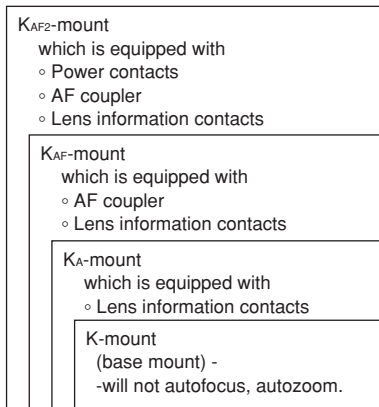 KAF2-mount
which is equipped with
◦ Power contacts
◦ AF coupler
◦ Lens information contacts
KAF-mount
which is equipped with
◦ AF coupler
◦ Lens information contacts
KA-mount
which is equipped with
◦ Lens information contacts
K-mount
(base mount) -
-will not autofocus, autozoom.